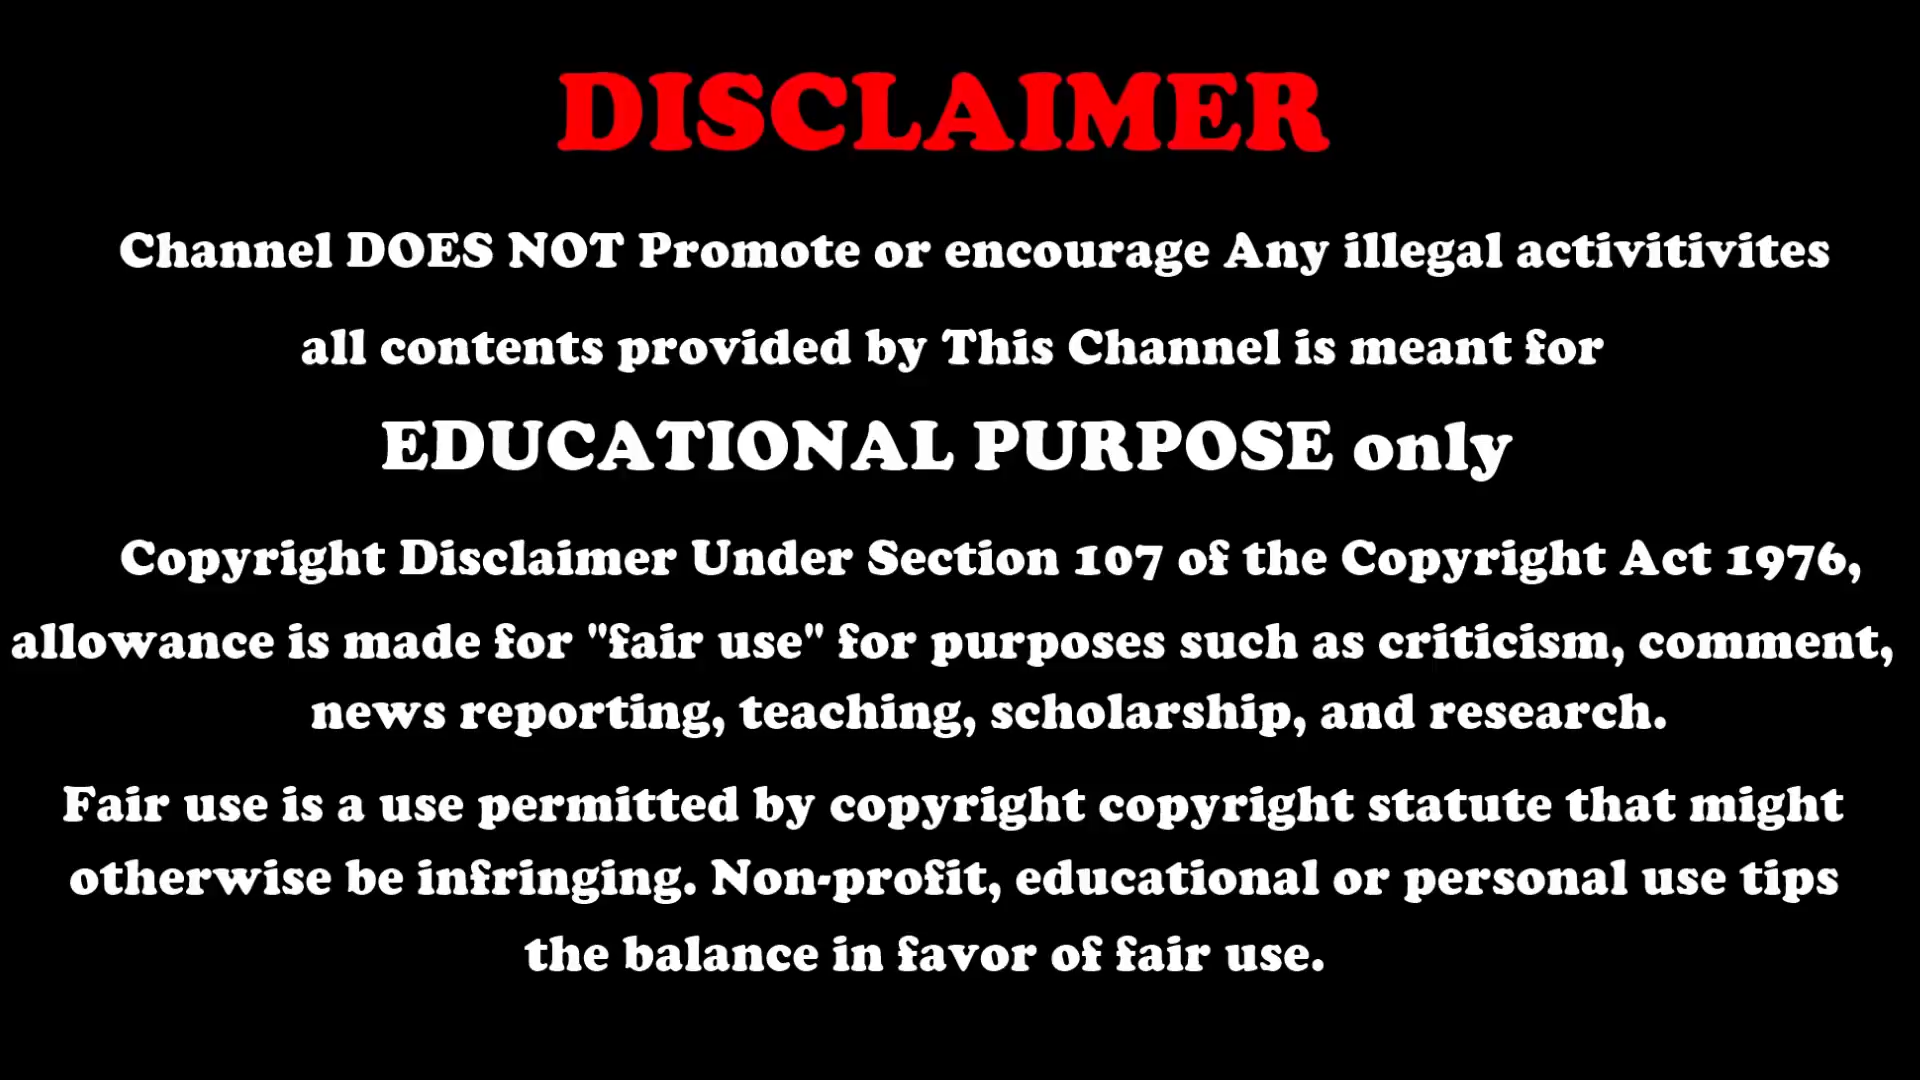 DISCLAIMER
Channel DOES NOT Promote or encourage Any illegal activitivites
all contents provided by This Channel is meant for
EDUCATIONAL PURPOSE only
Copyright Disclaimer Under Section 107 of the Copyright Act 1976,
allowance is made for "fair use" for purposes such as criticism, comment,
news reporting, teaching, scholarship, and research.
Fair use is a use permitted by copyright copyright statute that might
otherwise be infringing. Non-profit, educational or personal use tips
the balance in favor of fair use.